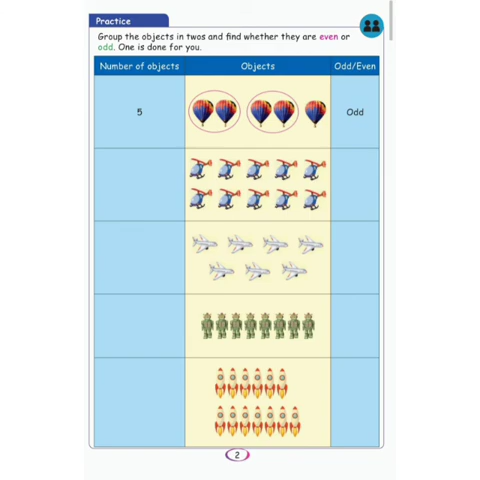 Practice
Group the objects in twos and find whether they are even or
odd. One is done for you.
Number of objects Objects Odd/Even
5 Odd
2